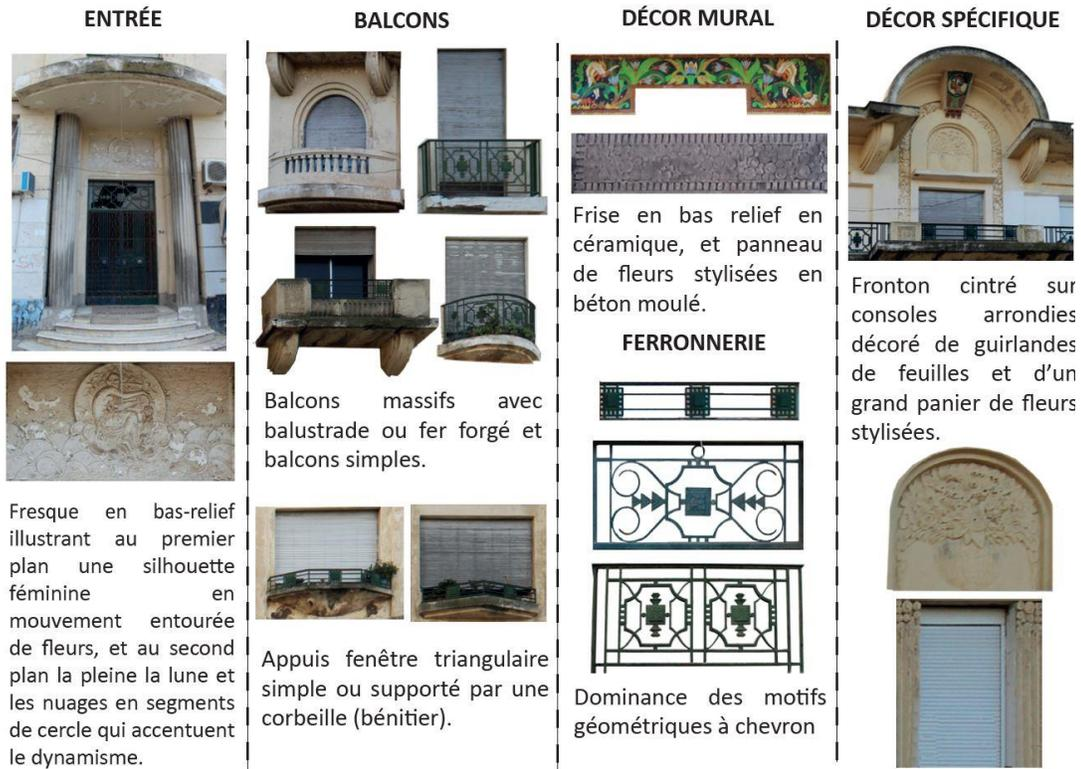 ENTRÉE
Fresque en bas-relief
illustrant au premier
plan une silhouette
féminine en
mouvement entourée
de fleurs, et au second
plan la pleine la lune et
les nuages en segments
de cercle qui accentuent
le dynamisme.
BALCONS
Balcons massifs avec
balustrade ou fer forgé et
balcons simples.
Appuis fenêtre triangulaire
simple ou supporté par une
corbeille (bénitier).
DÉCOR MURAL
Frise en bas relief en
céramique, et panneau
de fleurs stylisées en
béton moulé.
FERRONNERIE
Dominance des motifs
géométriques à chevron
DÉCOR SPÉCIFIQUE
Fronton cintré sur
consoles arrondies
décoré de guirlandes
de feuilles et d'un
grand panier de fleurs
stylisées.